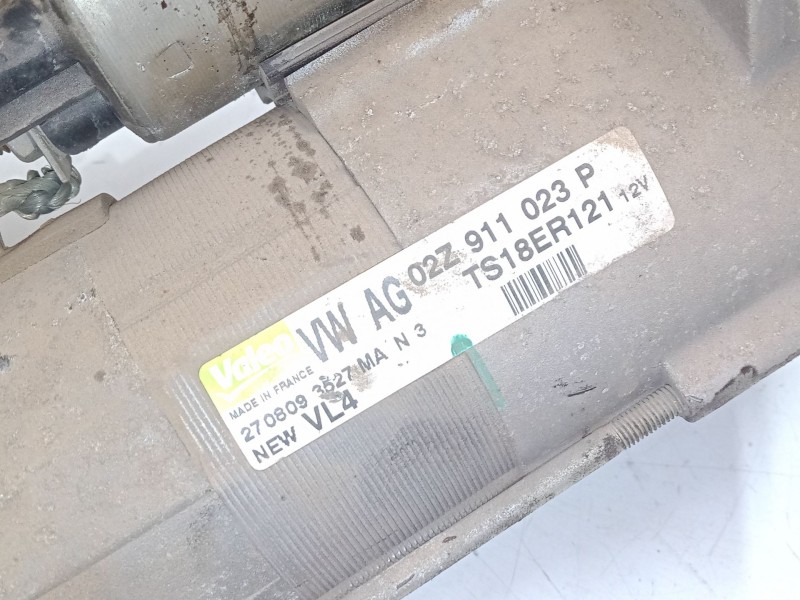 Valeo VW AG 02Z 911 023 P
MADE IN FRANCE TS18ER121 12V
270809 3527 MA N 3
NEW VL4